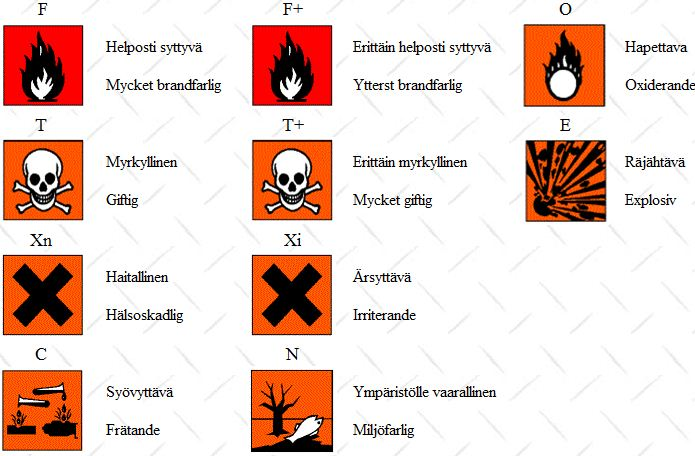 F F+ O
Helposti syttyvä Erittäin helposti syttyvä Hapettava
Mycket brandfarlig Ytterst brandfarlig Oxiderande
T T+ E
Myrkyllinen Erittäin myrkyllinen Räjähtävä
Giftig Mycket giftig Explosiv
Xn Xi
Haitallinen Ärsyttävä
Hälsoskadlig Irriterande
C N
Syövyttävä Ympäristölle vaarallinen
Frätande Miljöfarlig